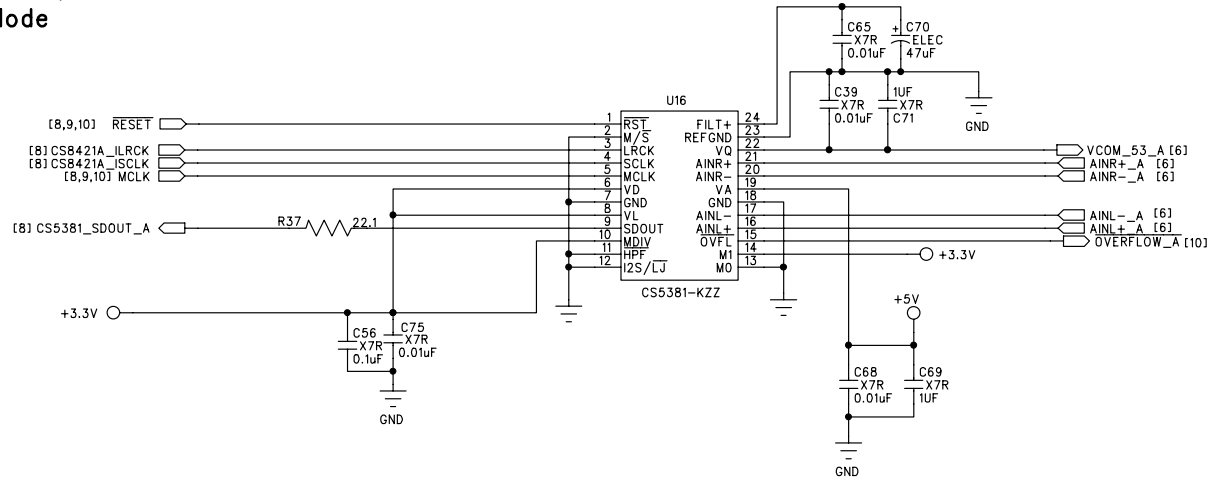 lode
C65
X7R
0.01uF
+ C70
ELEC
47uF
C39
X7R
0.01uF
1UF
X7R
C71
GND
U16
[8,9,10] RESET
[8] CS8421A_ILRCK
[8] CS8421A_ISCLK
[8,9,10] MCLK
[8] CS5381_SDOUT_A
R37
22.1
1 RST
2 M/S
3 LRCK
4 SCLK
5 MCLK
6 VD
7 GND
8 VL
9 SDOUT
10 MDIV
11 HPF
12 I2S/LJ
FILT+ 24
REFGND 23
VQ 22
AINR+ 21
AINR- 20
VA 19
GND 18
AINL- 17
AINL+ 16
OVFL 15
M1 14
M0 13
CS5381-KZZ
VCOM_53_A [6]
AINR+_A [6]
AINR-_A [6]
AINL-_A [6]
AINL+_A [6]
OVERFLOW_A [10]
+3.3V
+3.3V
C56
X7R
0.1uF
C75
X7R
0.01uF
GND
+5V
C68
X7R
0.01uF
C69
X7R
1UF
GND